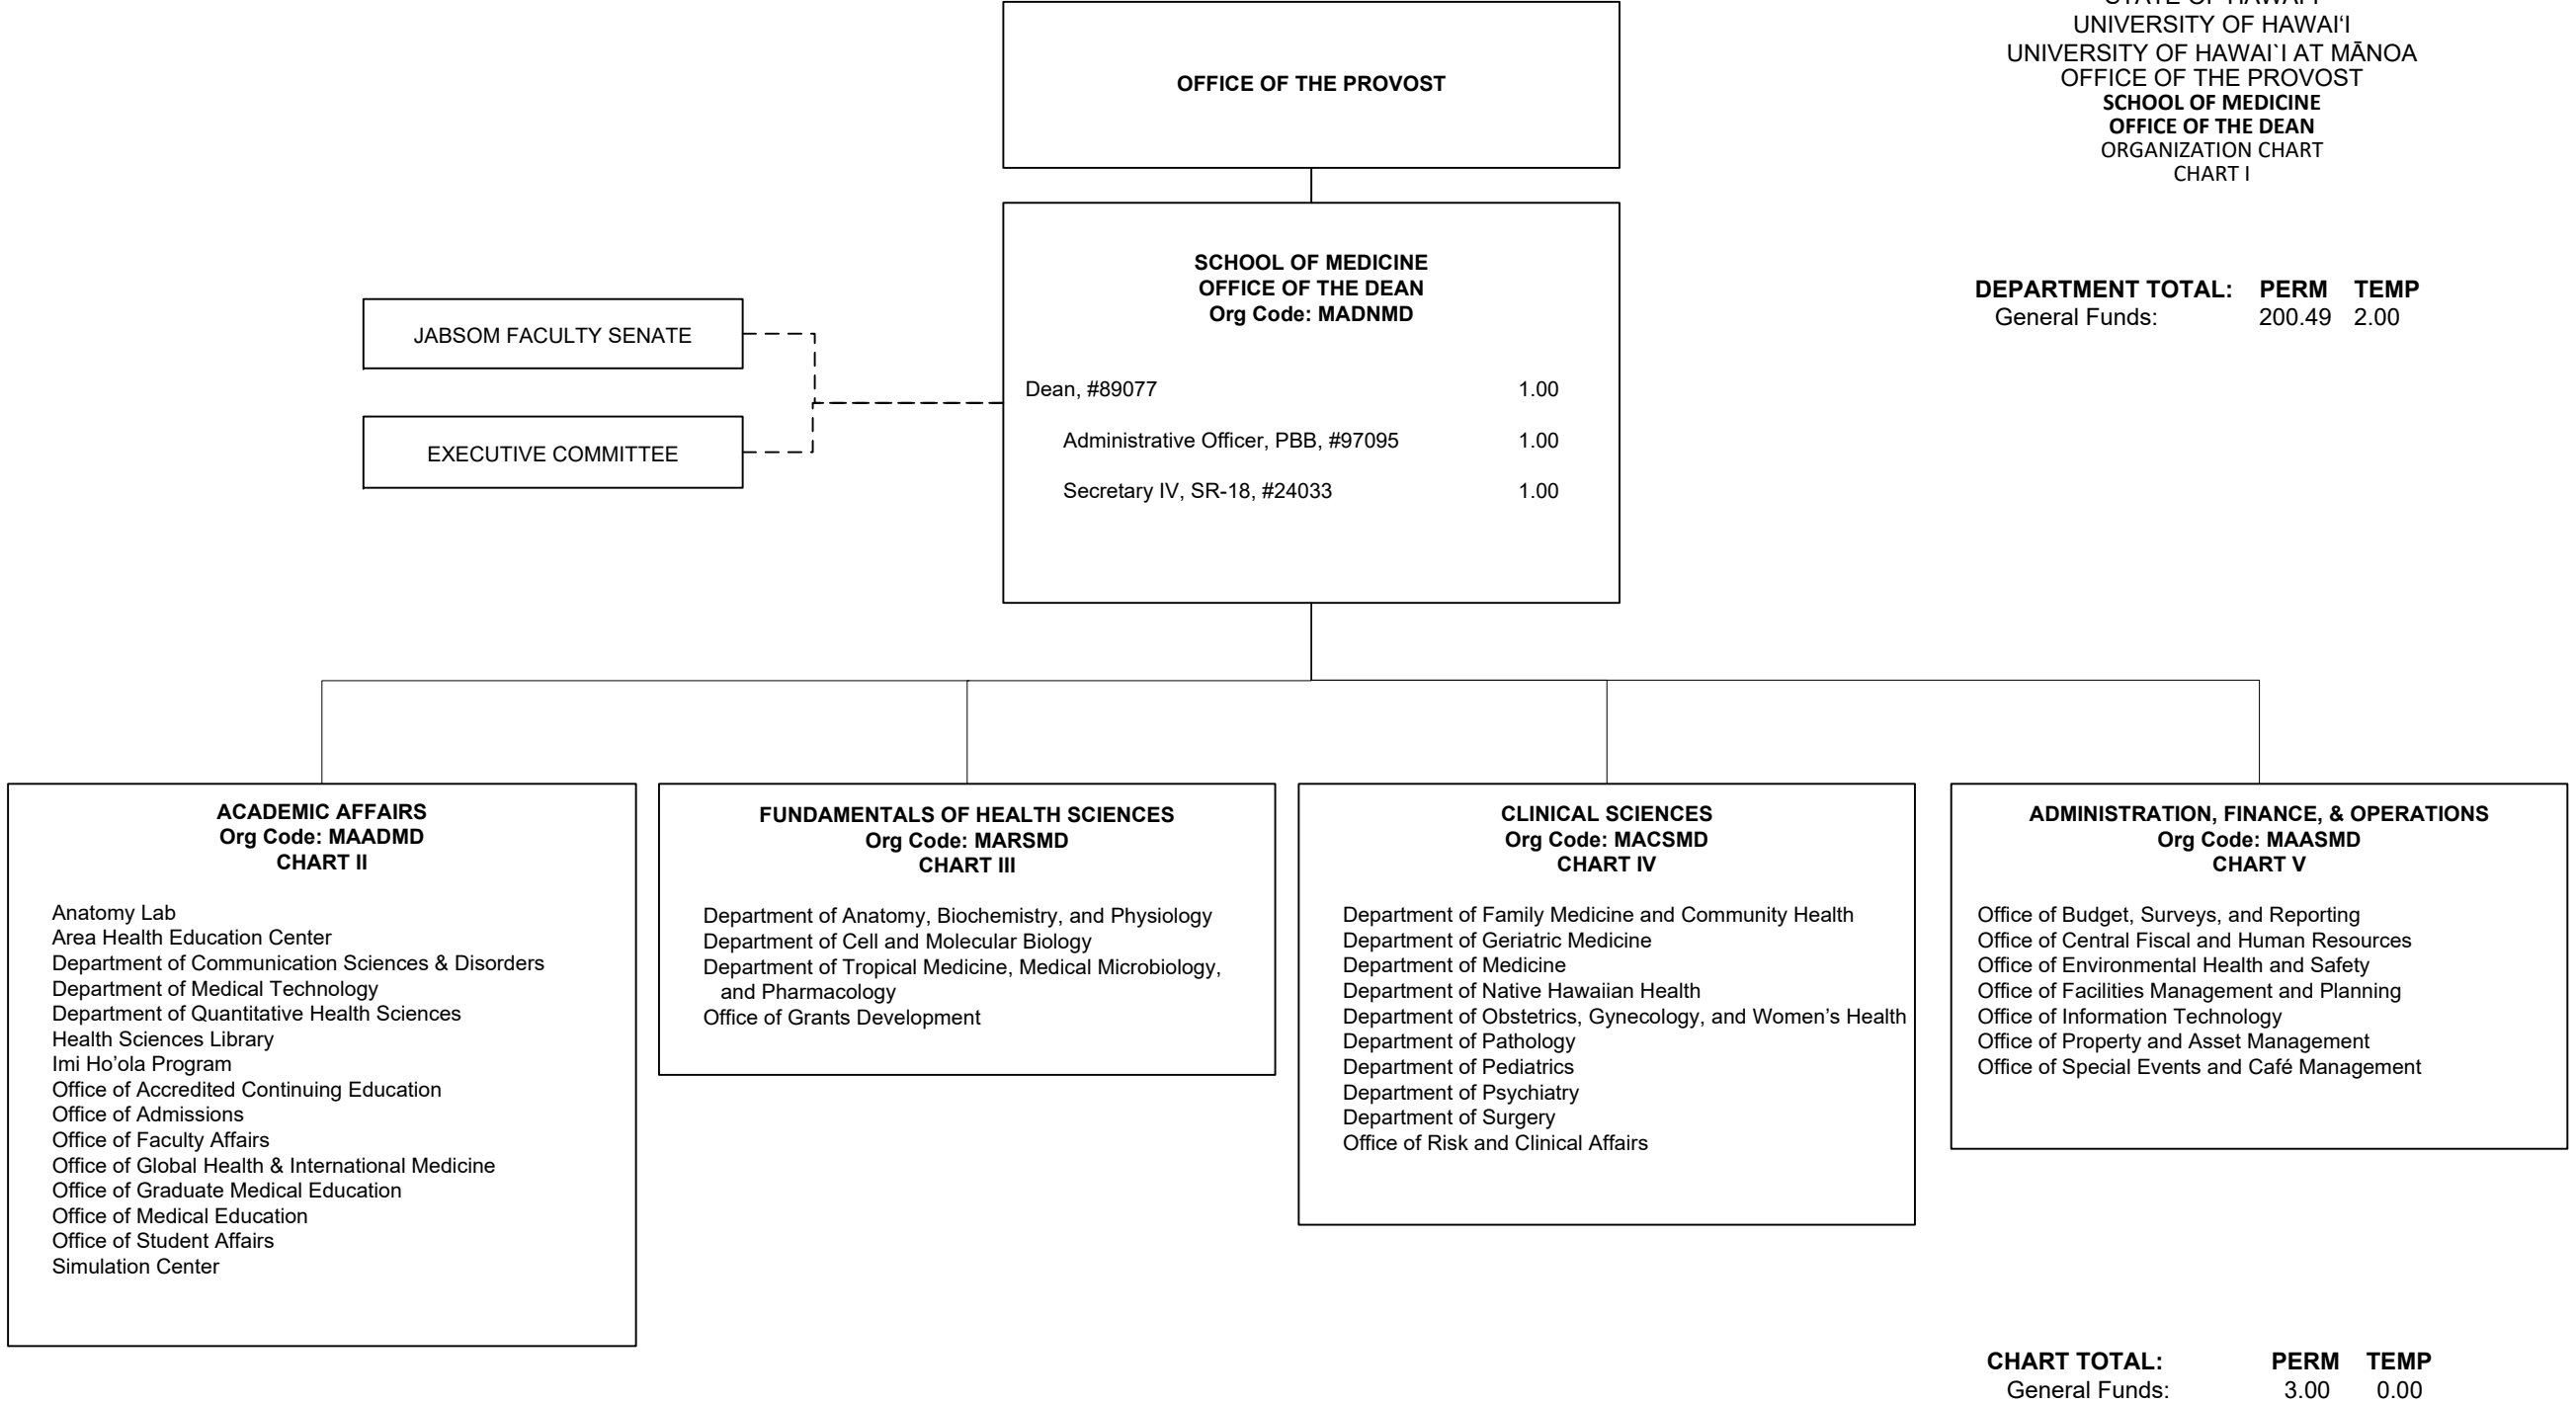 OFFICE OF THE PROVOST
STATE OF HAWAI‘I
UNIVERSITY OF HAWAI‘I
UNIVERSITY OF HAWAI`I AT MĀNOA
OFFICE OF THE PROVOST
SCHOOL OF MEDICINE
OFFICE OF THE DEAN
ORGANIZATION CHART
CHART I
DEPARTMENT TOTAL: PERM TEMP
General Funds: 200.49 2.00
SCHOOL OF MEDICINE
OFFICE OF THE DEAN
Org Code: MADNMD
Dean, #89077 1.00
Administrative Officer, PBB, #97095 1.00
Secretary IV, SR-18, #24033 1.00
JABSOM FACULTY SENATE
EXECUTIVE COMMITTEE
ACADEMIC AFFAIRS
Org Code: MAADMD
CHART II
Anatomy Lab
Area Health Education Center
Department of Communication Sciences & Disorders
Department of Medical Technology
Department of Quantitative Health Sciences
Health Sciences Library
Imi Ho’ola Program
Office of Accredited Continuing Education
Office of Admissions
Office of Faculty Affairs
Office of Global Health & International Medicine
Office of Graduate Medical Education
Office of Medical Education
Office of Student Affairs
Simulation Center
FUNDAMENTALS OF HEALTH SCIENCES
Org Code: MARSMD
CHART III
Department of Anatomy, Biochemistry, and Physiology
Department of Cell and Molecular Biology
Department of Tropical Medicine, Medical Microbiology,
and Pharmacology
Office of Grants Development
CLINICAL SCIENCES
Org Code: MACSMD
CHART IV
Department of Family Medicine and Community Health
Department of Geriatric Medicine
Department of Medicine
Department of Native Hawaiian Health
Department of Obstetrics, Gynecology, and Women’s Health
Department of Pathology
Department of Pediatrics
Department of Psychiatry
Department of Surgery
Office of Risk and Clinical Affairs
ADMINISTRATION, FINANCE, & OPERATIONS
Org Code: MAASMD
CHART V
Office of Budget, Surveys, and Reporting
Office of Central Fiscal and Human Resources
Office of Environmental Health and Safety
Office of Facilities Management and Planning
Office of Information Technology
Office of Property and Asset Management
Office of Special Events and Café Management
CHART TOTAL: PERM TEMP
General Funds: 3.00 0.00